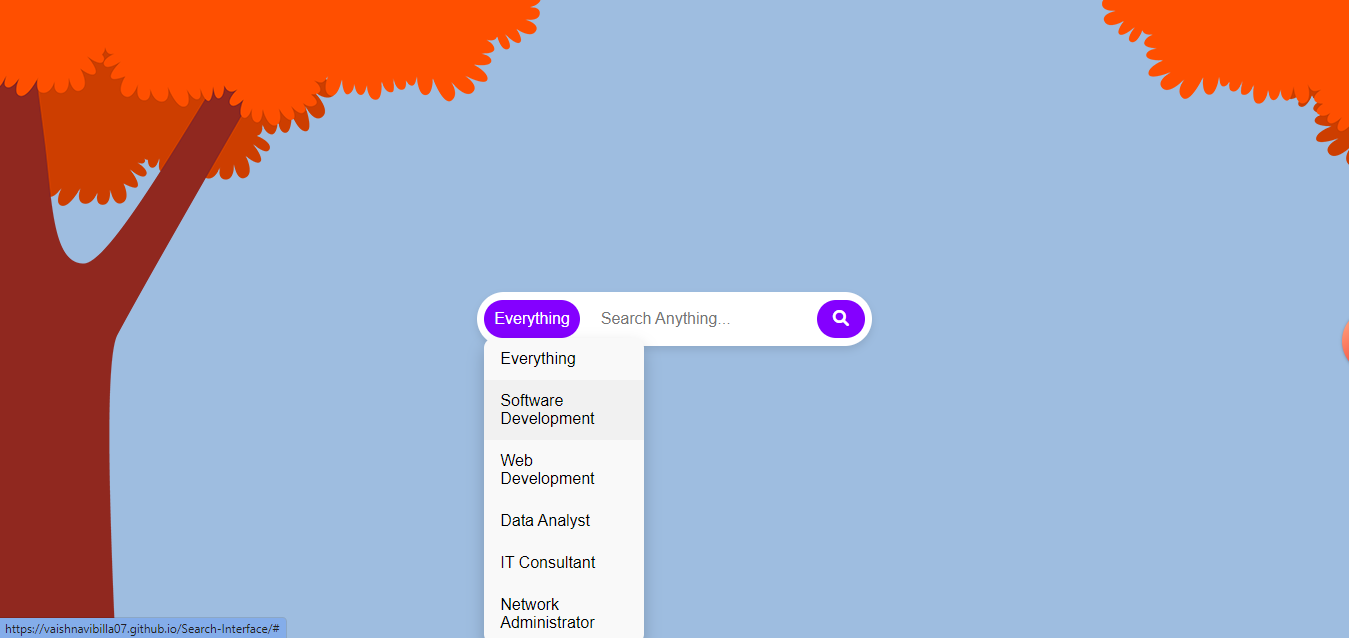 Everything
Search Anything...
Everything
Software
Development
Web
Development
Data Analyst
IT Consultant
Network
Administrator
https://vaishnavibilla07.github.io/Search-Interface/#